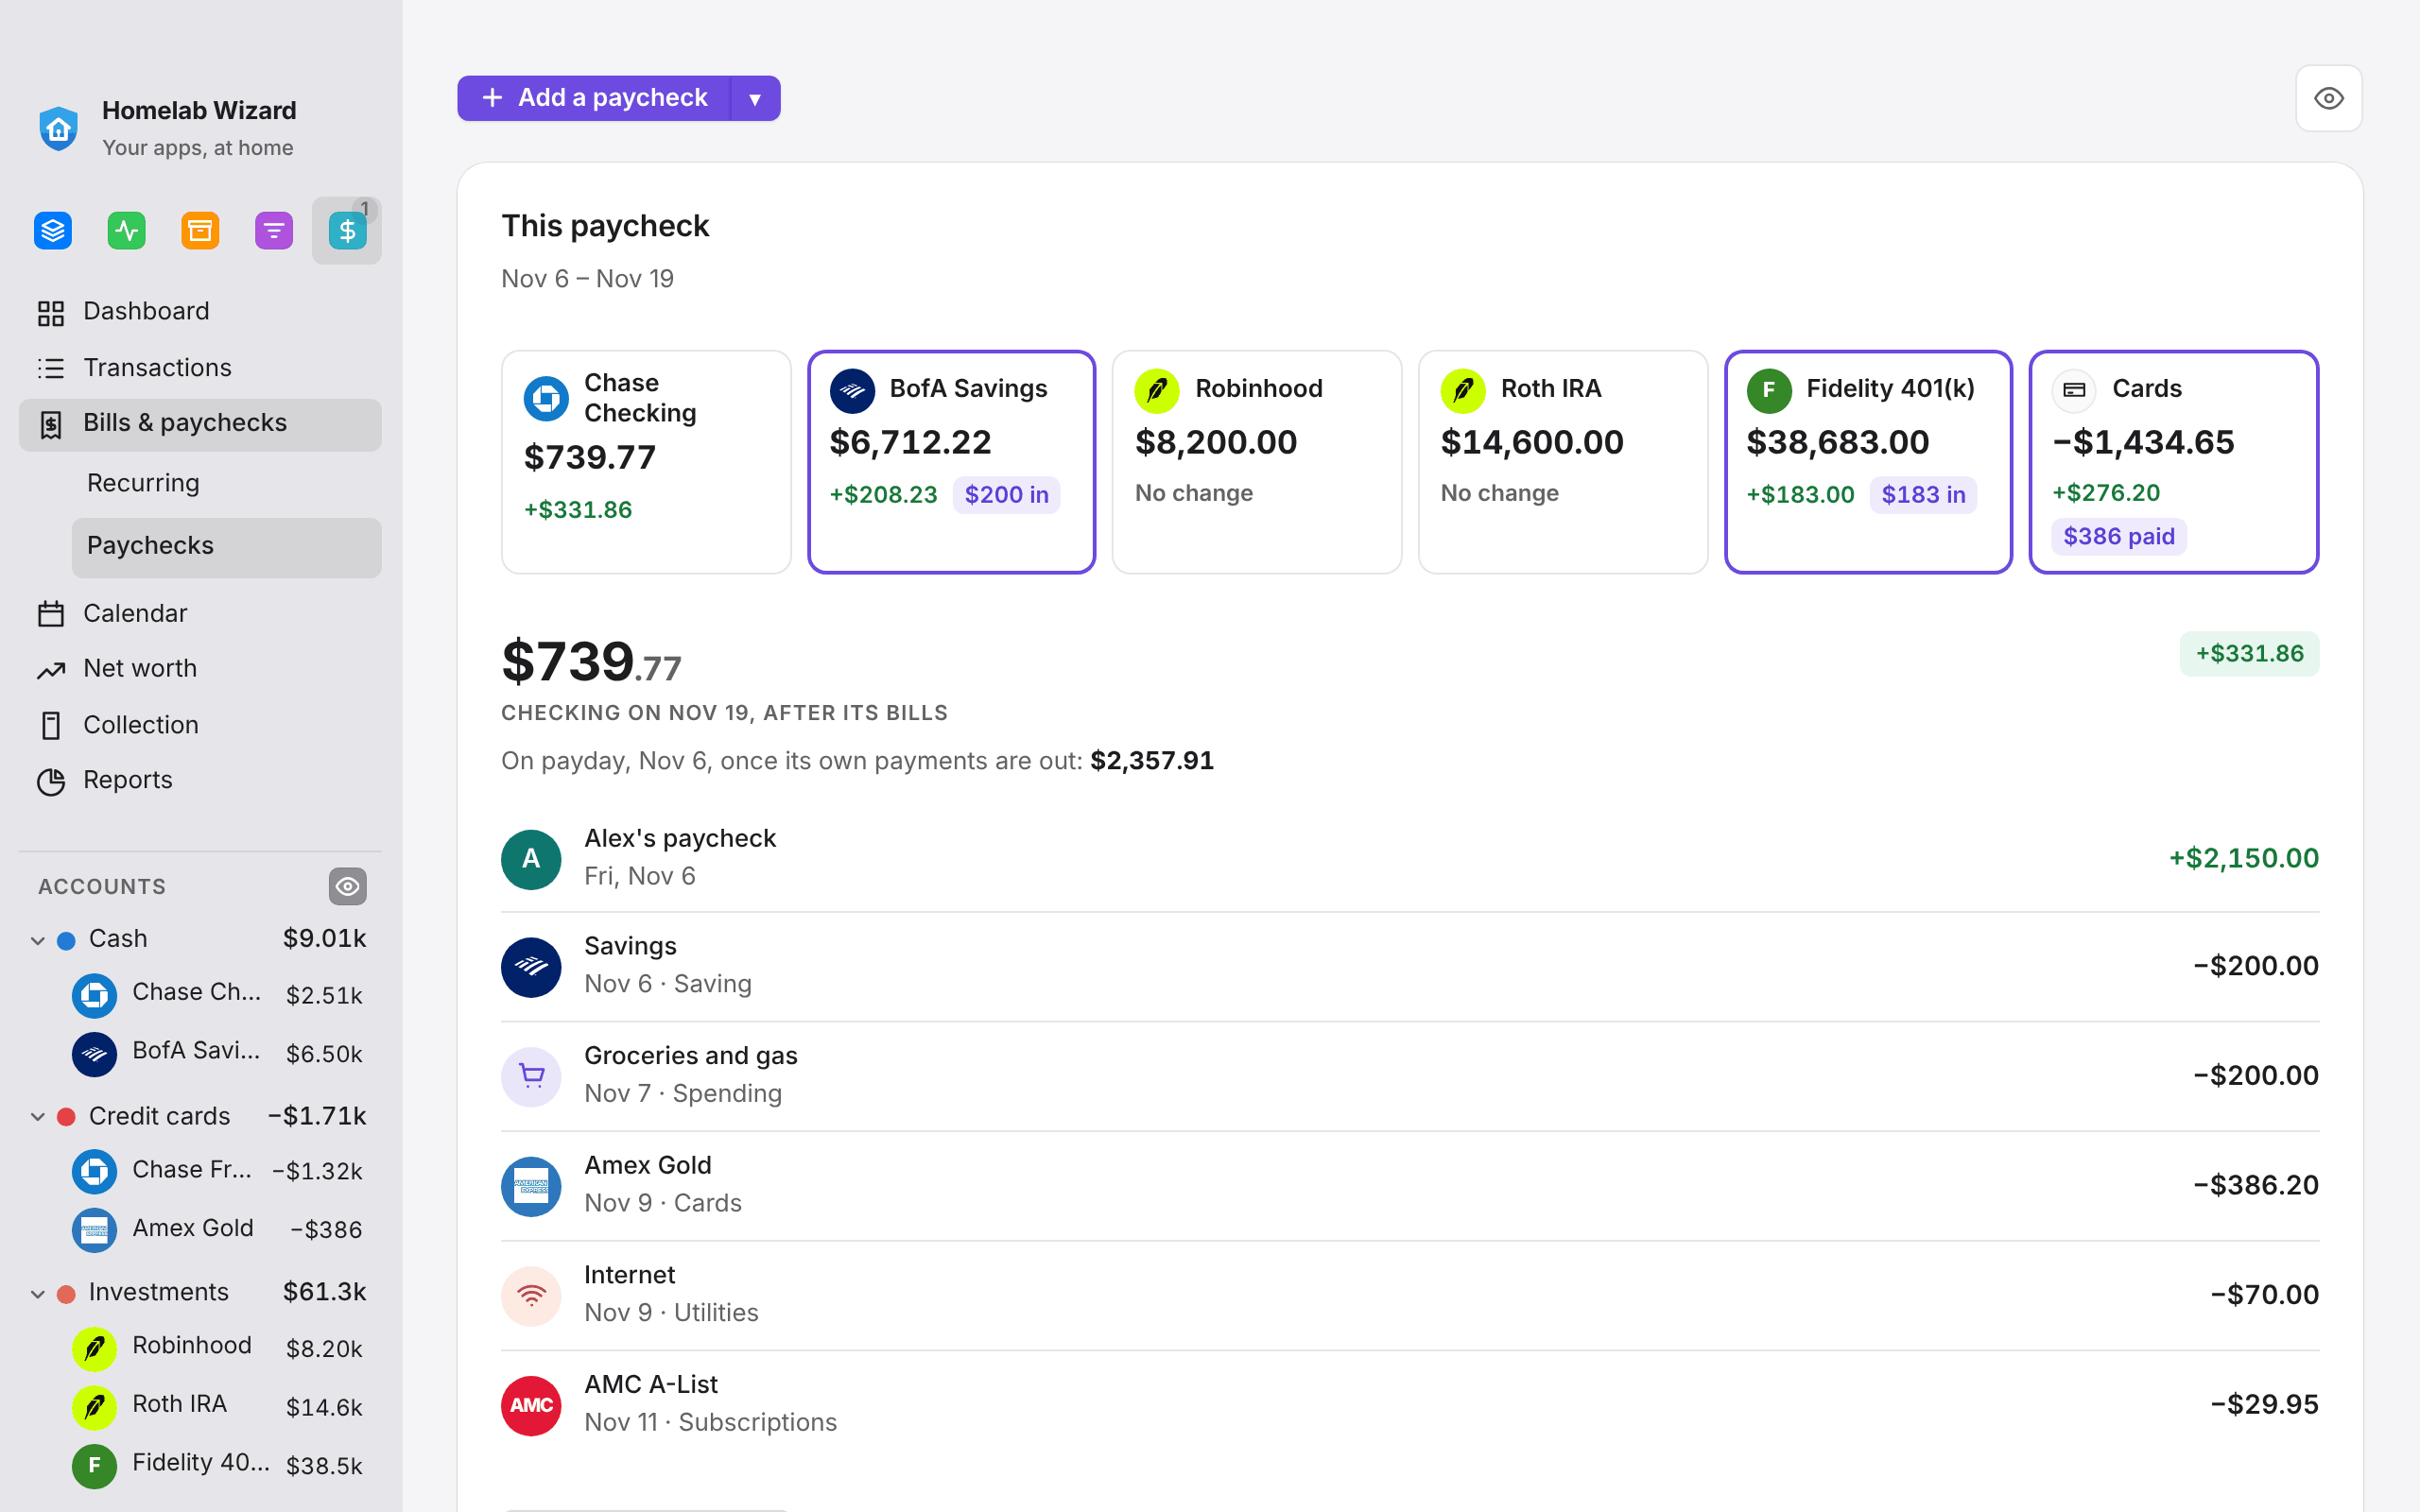 Homelab Wizard
Your apps, at home
1
Dashboard
Transactions
Bills & paychecks
Recurring
Paychecks
Calendar
Net worth
Collection
Reports
ACCOUNTS
Cash $9.01k
Chase Ch... $2.51k
BofA Savi... $6.50k
Credit cards −$1.71k
Chase Fr... −$1.32k
AMERICAN EXPRESS Amex Gold −$386
Investments $61.3k
Robinhood $8.20k
Roth IRA $14.6k
F Fidelity 40... $38.5k
+ Add a paycheck ▼
This paycheck
Nov 6 – Nov 19
Chase
Checking
$739.77
+$331.86
BofA Savings
$6,712.22
+$208.23 $200 in
Robinhood
$8,200.00
No change
Roth IRA
$14,600.00
No change
F Fidelity 401(k)
$38,683.00
+$183.00 $183 in
Cards
−$1,434.65
+$276.20
$386 paid
$739.77 +$331.86
CHECKING ON NOV 19, AFTER ITS BILLS
On payday, Nov 6, once its own payments are out: $2,357.91
A Alex's paycheck +$2,150.00
Fri, Nov 6
Savings −$200.00
Nov 6 · Saving
Groceries and gas −$200.00
Nov 7 · Spending
AMERICAN EXPRESS Amex Gold −$386.20
Nov 9 · Cards
Internet −$70.00
Nov 9 · Utilities
AMC AMC A-List −$29.95
Nov 11 · Subscriptions